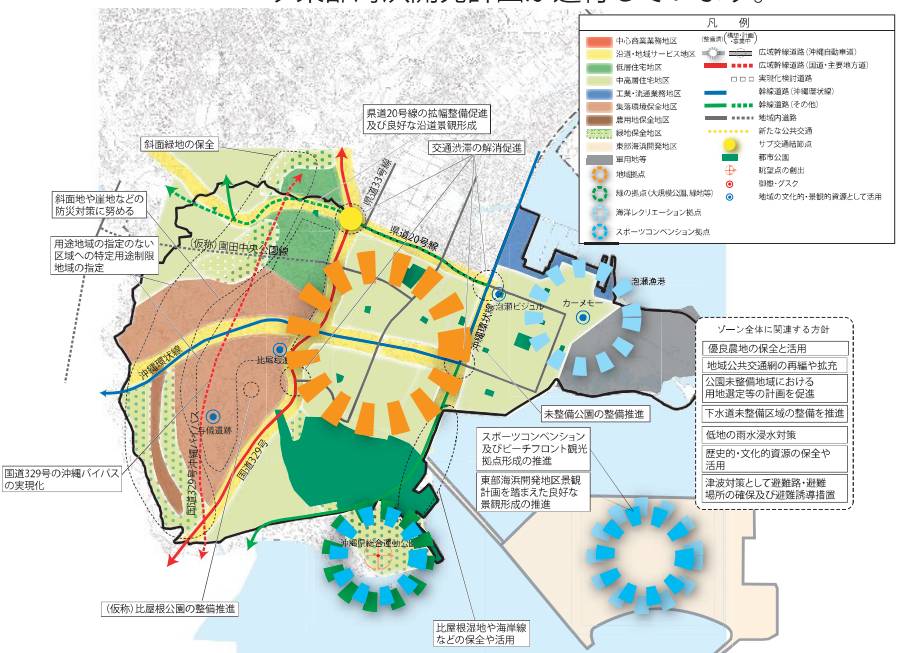 凡 例
(整備済)
(構想・計画・事業中)
中心商業業務地区
沿道・地域サービス地区
低層住宅地区
中高層住宅地区
工業・流通業務地区
集落環境保全地区
農用地保全地区
緑地保全地区
東部海浜開発地区
軍用地等
地域拠点
緑の拠点(大規模公園、緑地等)
海洋レクリエーション拠点
スポーツコンベンション拠点
広域幹線道路(沖縄自動車道)
広域幹線道路(国道・主要地方道)
実現化検討道路
幹線道路(沖縄環状線)
幹線道路(その他)
地域内道路
新たな公共交通
サブ交通結節点
都市公園
眺望点の創出
御嶽・グスク
地域の文化的・景観的資源として活用
県道20号線の拡幅整備促進
及び良好な沿道景観形成
交通渋滞の解消促進
斜面緑地の保全
斜面地や崖地などの
防災対策に努める
用途地域の指定のない
区域への特定用途制限
地域の指定
県道33号線
(仮称)園田中央公園線
県道20号線
泡瀬ビジュル
カーメモー
泡瀬漁港
沖縄環状線
沖縄環状線
与儀遺跡
国道329号沖縄バイパス
国道329号
国道329号の沖縄バイパス
の実現化
未整備公園の整備推進
スポーツコンベンション
及びビーチフロント観光
拠点形成の推進
東部海浜開発地区景観
計画を踏まえた良好な
景観形成の推進
沖縄県総合運動公園
(仮称)比屋根公園の整備推進
比屋根湿地や海岸線
などの保全や活用
ゾーン全体に関連する方針
優良農地の保全と活用
地域公共交通網の再編や拡充
公園未整備地域における
用地選定等の計画を促進
下水道未整備区域の整備を推進
低地の雨水浸水対策
歴史的・文化的資源の保全や
活用
津波対策として避難路・避難
場所の確保及び避難誘導措置